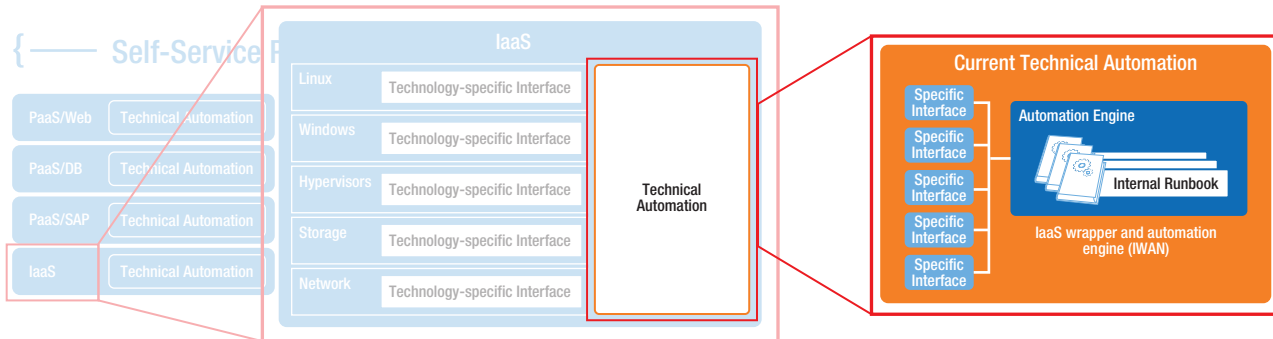 { Self-Service P
PaaS/Web
Technical Automation
PaaS/DB
Technical Automation
PaaS/SAP
Technical Automation
IaaS
Technical Automation
IaaS
Linux
Technology-specific Interface
Windows
Technology-specific Interface
Hypervisors
Technology-specific Interface
Storage
Technology-specific Interface
Network
Technology-specific Interface
Technical
Automation
Current Technical Automation
Specific
Interface
Specific
Interface
Specific
Interface
Specific
Interface
Specific
Interface
Automation Engine
Internal Runbook
IaaS wrapper and automation
engine (IWAN)